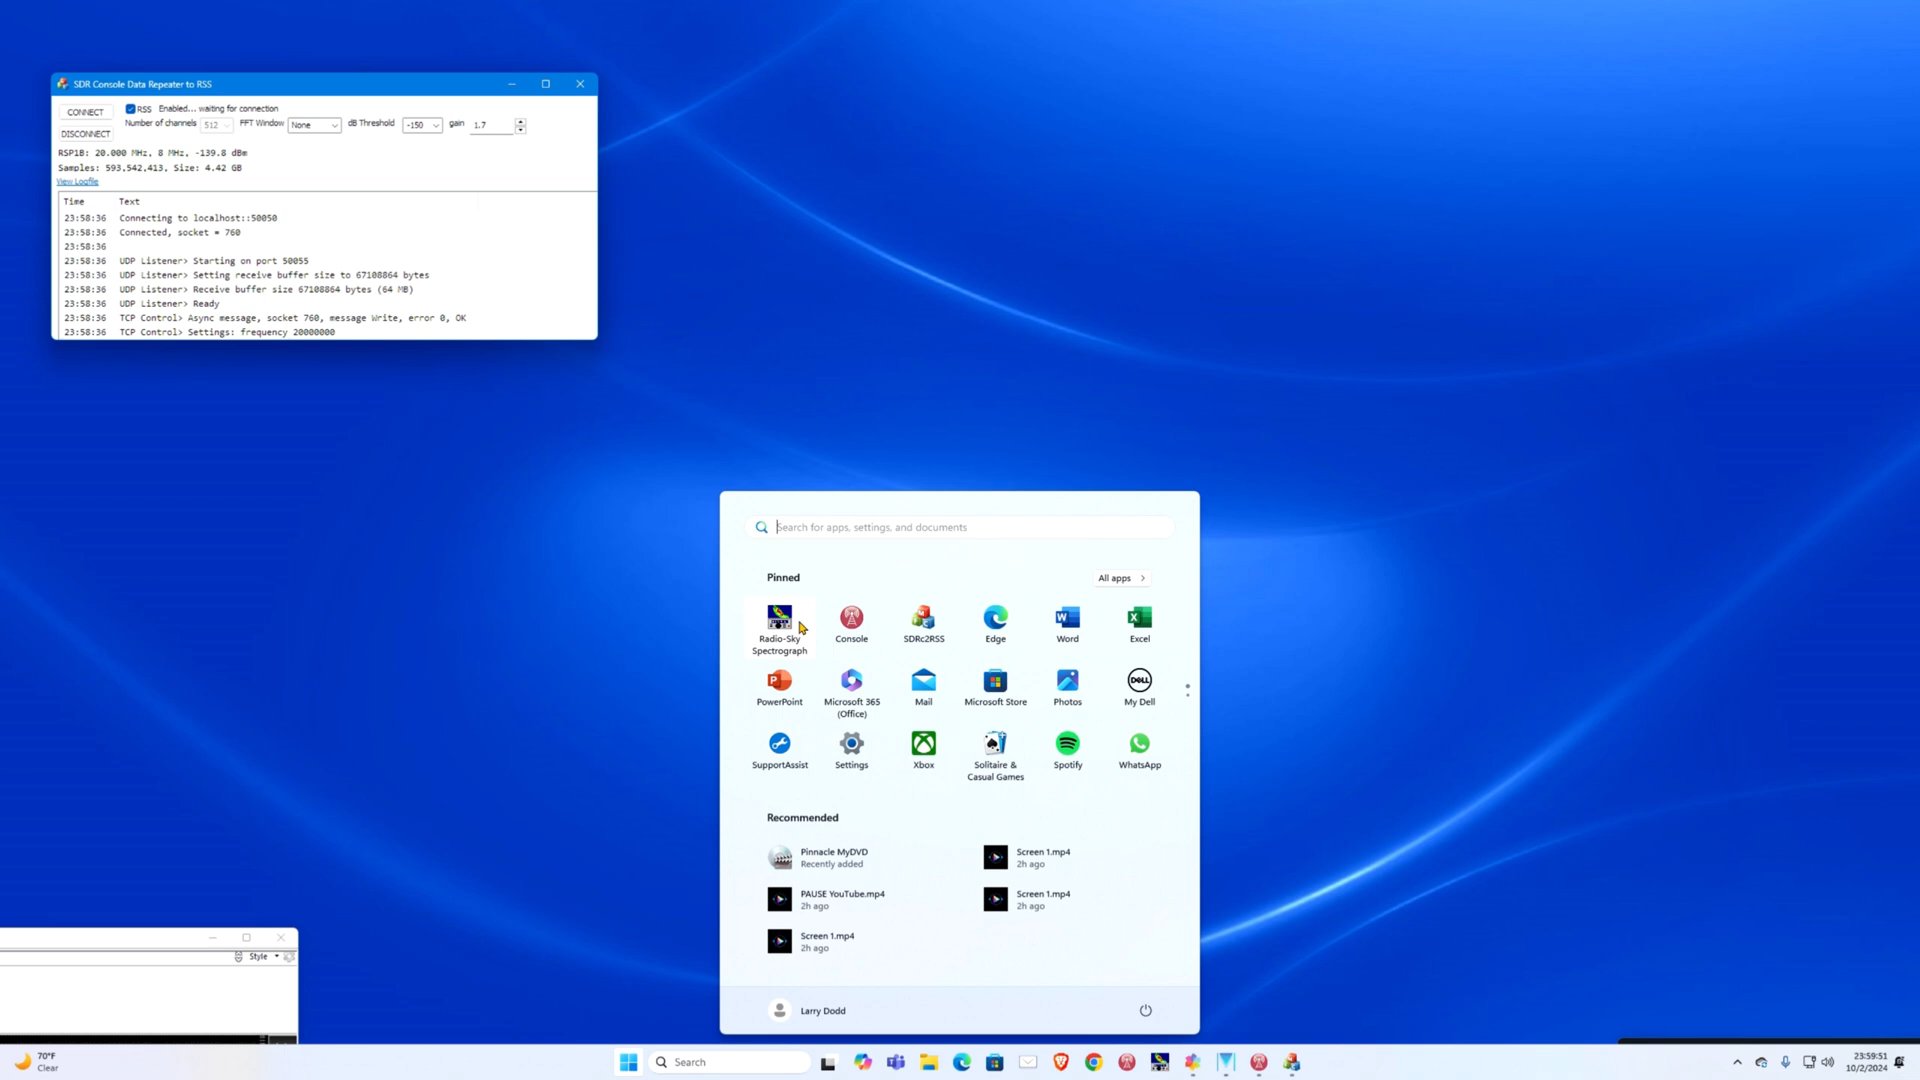 SDR Console Data Repeater to RSS
CONNECT
RSS Enabled... waiting for connection
Number of channels 512 FFT Window None dB Threshold -150 gain 1.7
DISCONNECT
RSP1B: 20.000 MHz, 8 MHz, -139.8 dBm
Samples: 593,542,413, Size: 4.42 GB
View Logfile
Time Text
23:58:36 Connecting to localhost::50050
23:58:36 Connected, socket = 760
23:58:36
23:58:36 UDP Listener> Starting on port 50055
23:58:36 UDP Listener> Setting receive buffer size to 67108864 bytes
23:58:36 UDP Listener> Receive buffer size 67108864 bytes (64 MB)
23:58:36 UDP Listener> Ready
23:58:36 TCP Control> Async message, socket 760, message Write, error 0, OK
23:58:36 TCP Control> Settings: frequency 20000000
Search for apps, settings, and documents
Pinned
All apps
Radio-Sky Spectrograph
Console
SDRc2RSS
Edge
Word
Excel
PowerPoint
Microsoft 365 (Office)
Mail
Microsoft Store
Photos
My Dell
SupportAssist
Settings
Xbox
Solitaire & Casual Games
Spotify
WhatsApp
Recommended
Pinnacle MyDVD
Recently added
Screen 1.mp4
2h ago
PAUSE YouTube.mp4
2h ago
Screen 1.mp4
2h ago
Screen 1.mp4
2h ago
Larry Dodd
Style
70°F
Clear
Search
23:59:51
10/2/2024